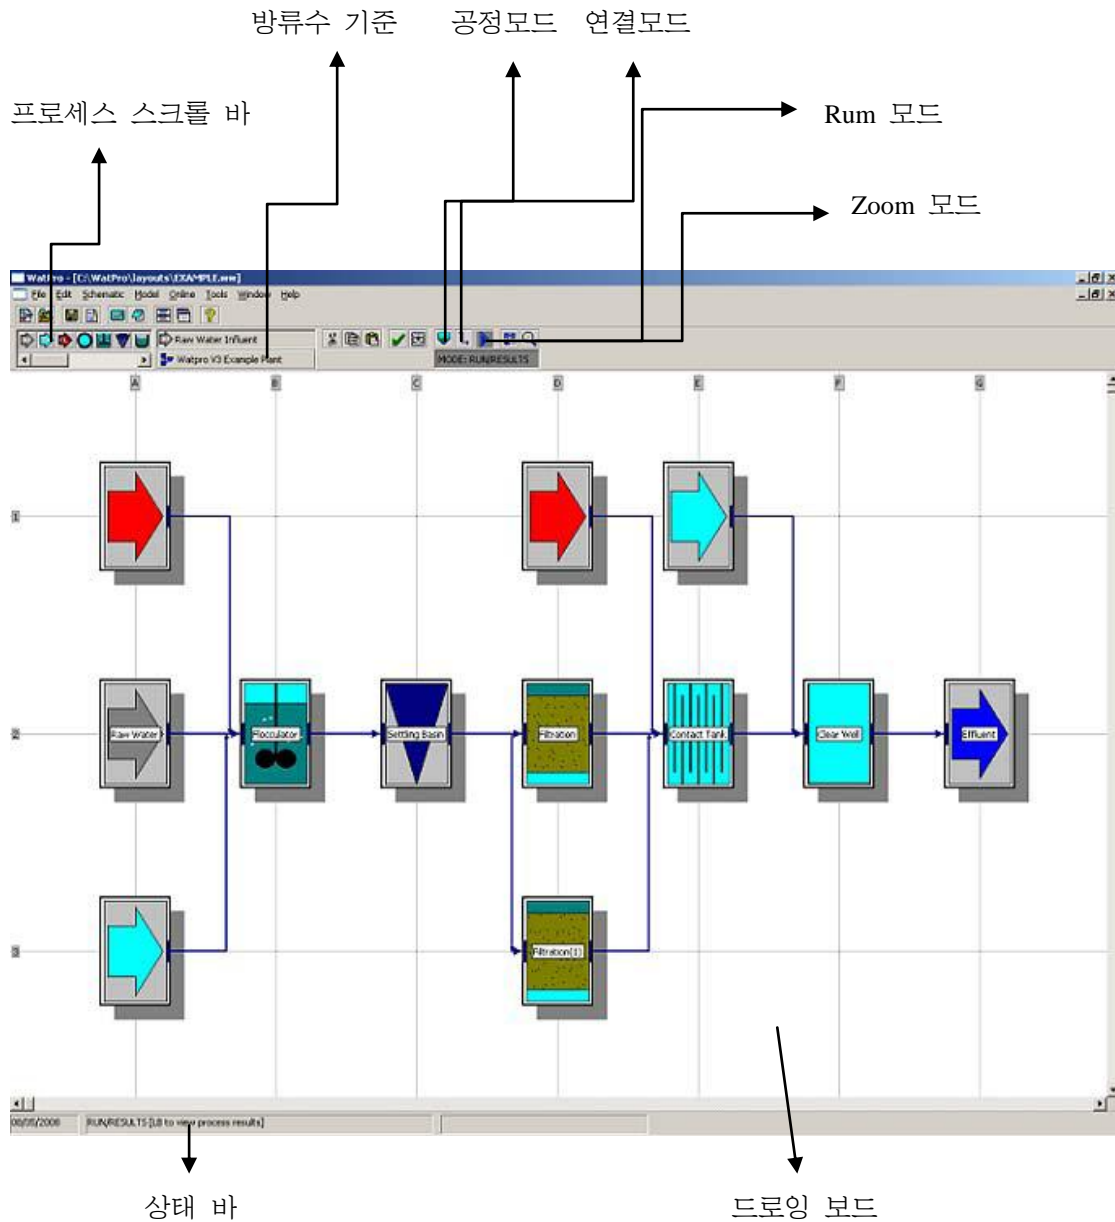 방류수 기준 공정모드 연결모드
프로세스 스크롤 바
Rum 모드
Zoom 모드
WatPro - [C:\WatPro\layouts\EXAMPLE.ww]
File Edit Schematic Model Online Tools Window Help
Raw Water Influent
Watpro V3 Example Plant
MODE: RUN/RESULTS
A B C D E F G
1
2
Raw Water
Flocculator
Settling Basin
Filtration
Contact Tank
Clear Well
Effluent
3
Filtration(1)
RUN/RESULTS [LB to view process results]
상태 바
드로잉 보드